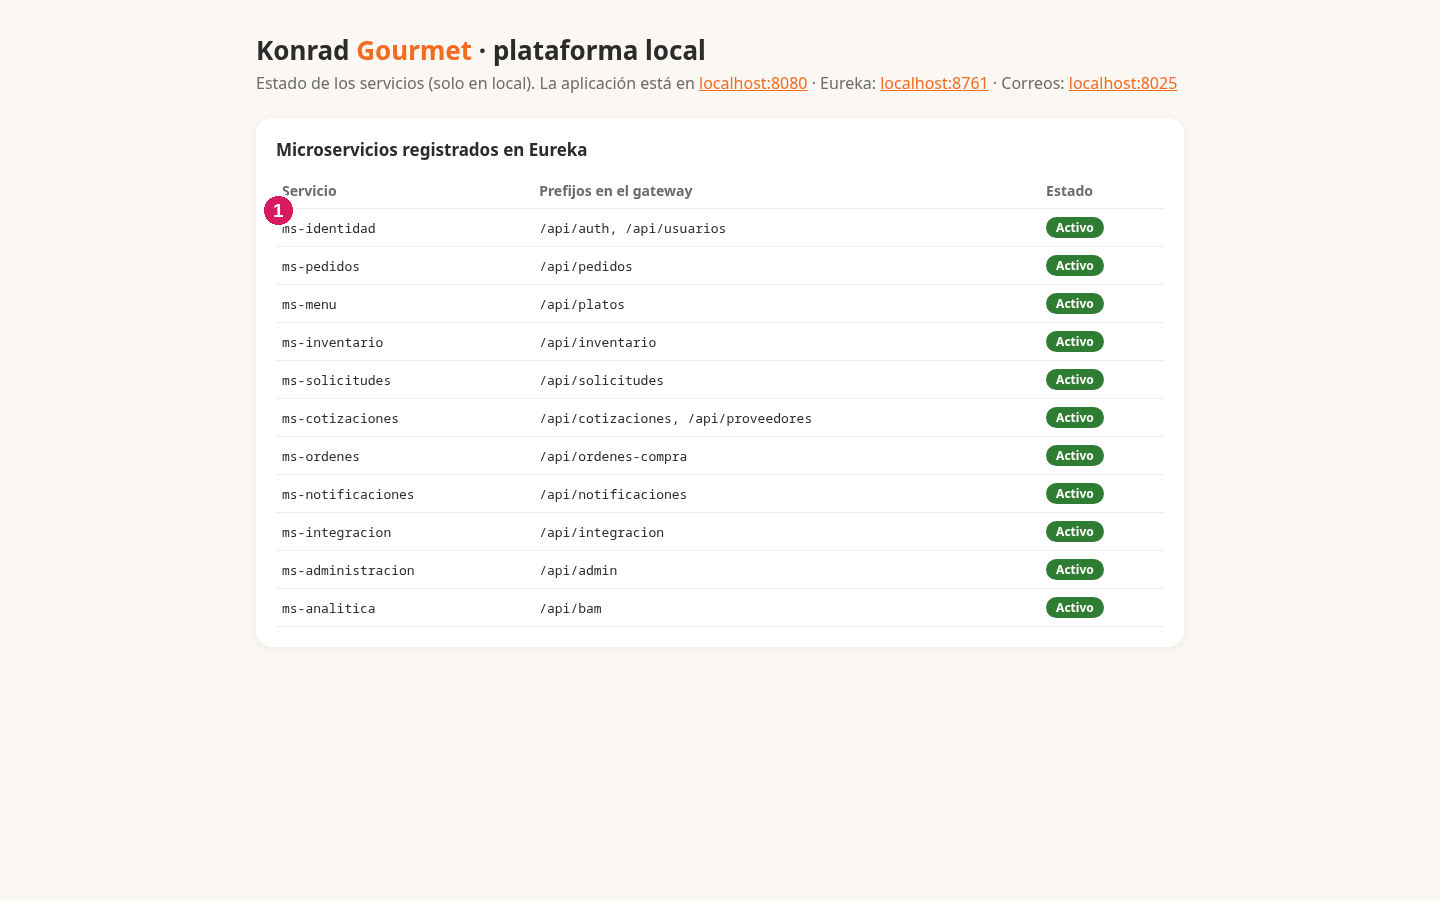 Konrad Gourmet · plataforma local
Estado de los servicios (solo en local). La aplicación está en localhost:8080 · Eureka: localhost:8761 · Correos: localhost:8025
Microservicios registrados en Eureka
Servicio Prefijos en el gateway Estado
1
ms-identidad /api/auth, /api/usuarios Activo
ms-pedidos /api/pedidos Activo
ms-menu /api/platos Activo
ms-inventario /api/inventario Activo
ms-solicitudes /api/solicitudes Activo
ms-cotizaciones /api/cotizaciones, /api/proveedores Activo
ms-ordenes /api/ordenes-compra Activo
ms-notificaciones /api/notificaciones Activo
ms-integracion /api/integracion Activo
ms-administracion /api/admin Activo
ms-analitica /api/bam Activo